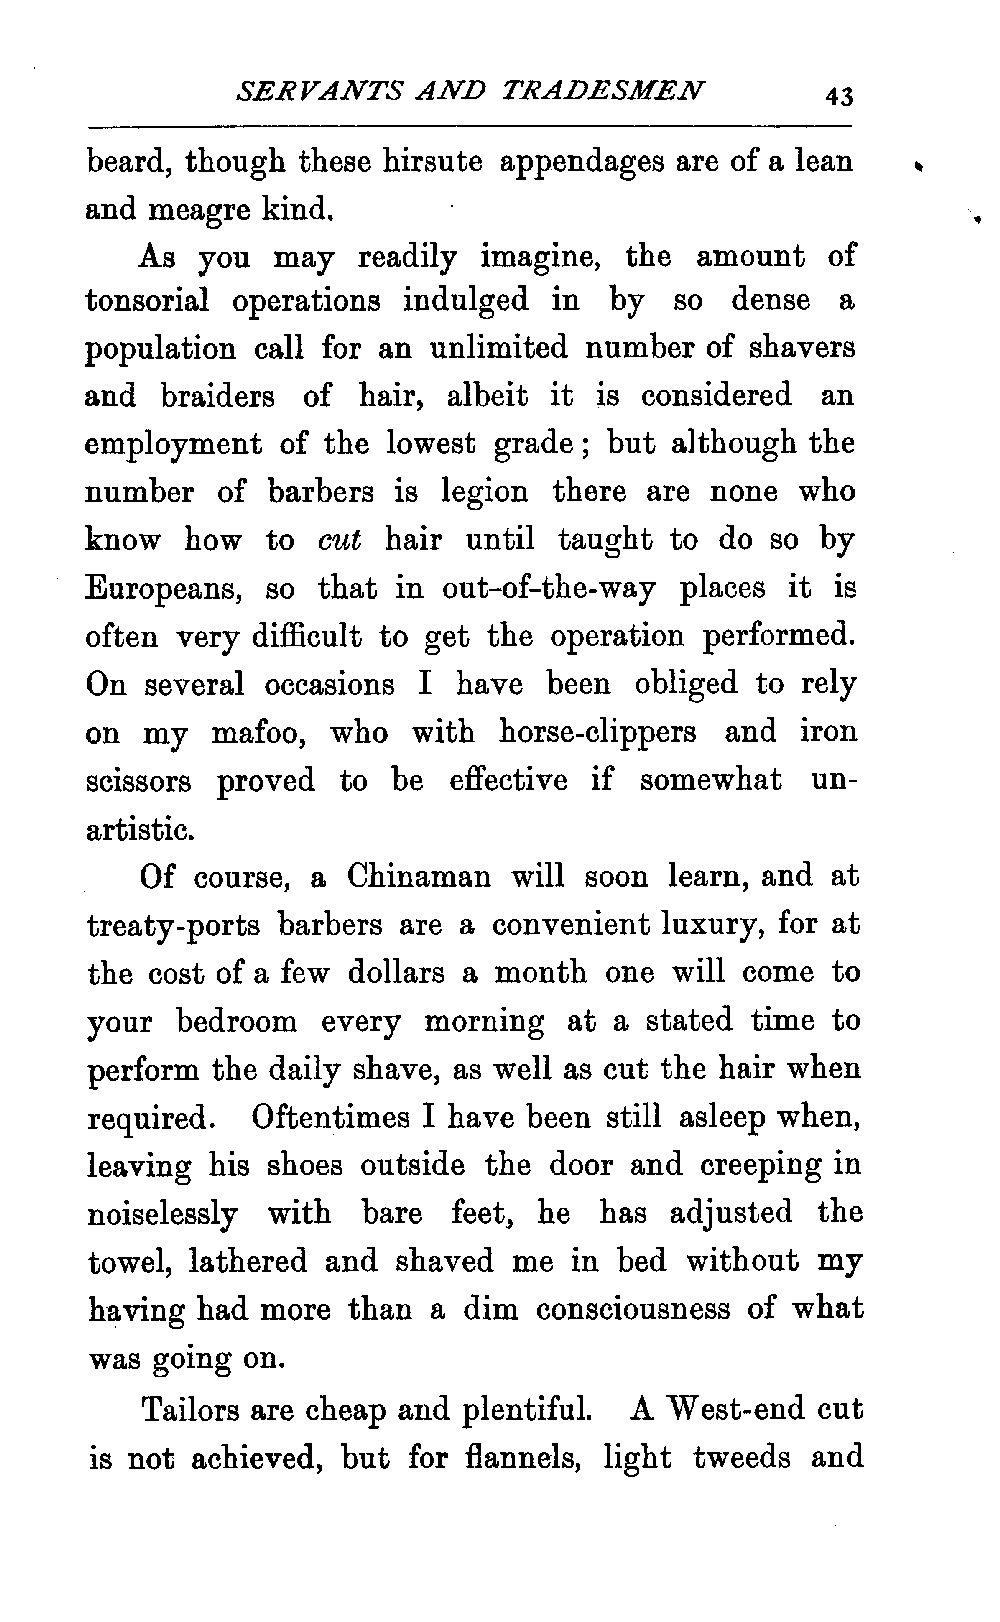 SERVANTS AND TRADESMEN 43
beard, though these hirsute appendages are of a lean
and meagre kind.
As you may readily imagine, the amount of
tonsorial operations indulged in by so dense a
population call for an unlimited number of shavers
and braiders of hair, albeit it is considered an
employment of the lowest grade; but although the
number of barbers is legion there are none who
know how to cut hair until taught to do so by
Europeans, so that in out-of-the-way places it is
often very difficult to get the operation performed.
On several occasions I have been obliged to rely
on my mafoo, who with horse-clippers and iron
scissors proved to be effective if somewhat un-
artistic.
Of course, a Chinaman will soon learn, and at
treaty-ports barbers are a convenient luxury, for at
the cost of a few dollars a month one will come to
your bedroom every morning at a stated time to
perform the daily shave, as well as cut the hair when
required. Oftentimes I have been still asleep when,
leaving his shoes outside the door and creeping in
noiselessly with bare feet, he has adjusted the
towel, lathered and shaved me in bed without my
having had more than a dim consciousness of what
was going on.
Tailors are cheap and plentiful. A West-end cut
is not achieved, but for flannels, light tweeds and